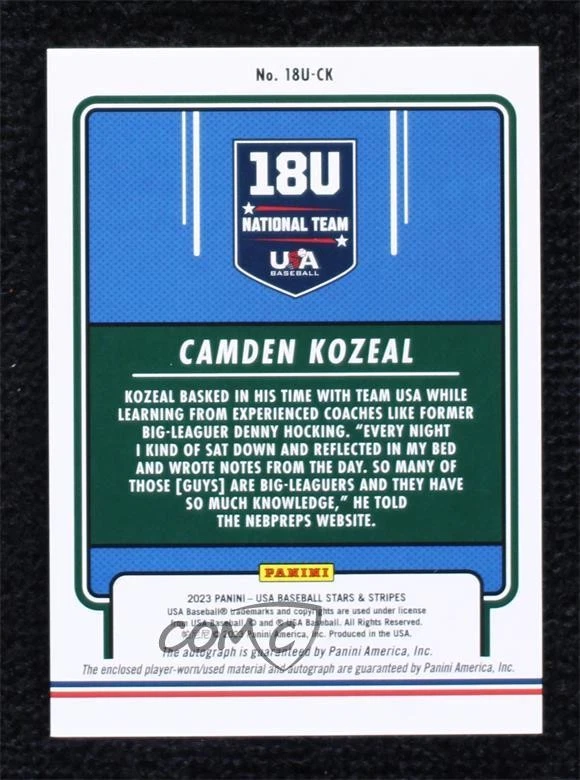 No. 18U-CK
18U
NATIONAL TEAM
USA
BASEBALL
CAMDEN KOZEAL
KOZEAL BASKED IN HIS TIME WITH TEAM USA WHILE
LEARNING FROM EXPERIENCED COACHES LIKE FORMER
BIG-LEAGUER DENNY HOCKING. “EVERY NIGHT
I KIND OF SAT DOWN AND REFLECTED IN MY BED
AND WROTE NOTES FROM THE DAY. SO MANY OF
THOSE [GUYS] ARE BIG-LEAGUERS AND THEY HAVE
SO MUCH KNOWLEDGE,” HE TOLD
THE NEBPREPS WEBSITE.
PANINI
2023 PANINI – USA BASEBALL STARS & STRIPES
USA Baseball® trademarks and copyrights are used under license
from USA Baseball. © and ® USA Baseball. All Rights Reserved.
© 2023 Panini America, Inc. Produced in the USA.
COMC
The autograph is guaranteed by Panini America, Inc.
The enclosed player-worn/used material and autograph are guaranteed by Panini America, Inc.